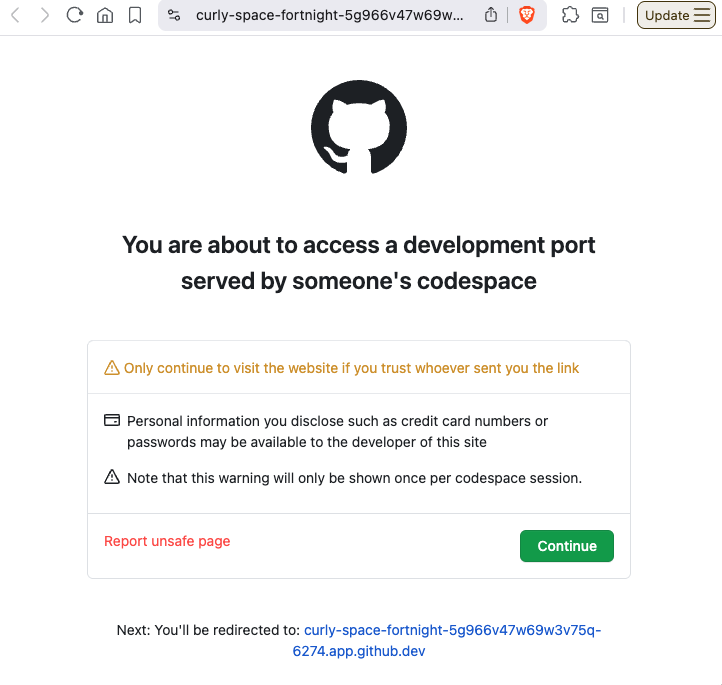 curly-space-fortnight-5g966v47w69w...
Update
You are about to access a development port
served by someone's codespace
Only continue to visit the website if you trust whoever sent you the link
Personal information you disclose such as credit card numbers or
passwords may be available to the developer of this site
Note that this warning will only be shown once per codespace session.
Report unsafe page
Continue
Next: You'll be redirected to: curly-space-fortnight-5g966v47w69w3v75q-
6274.app.github.dev